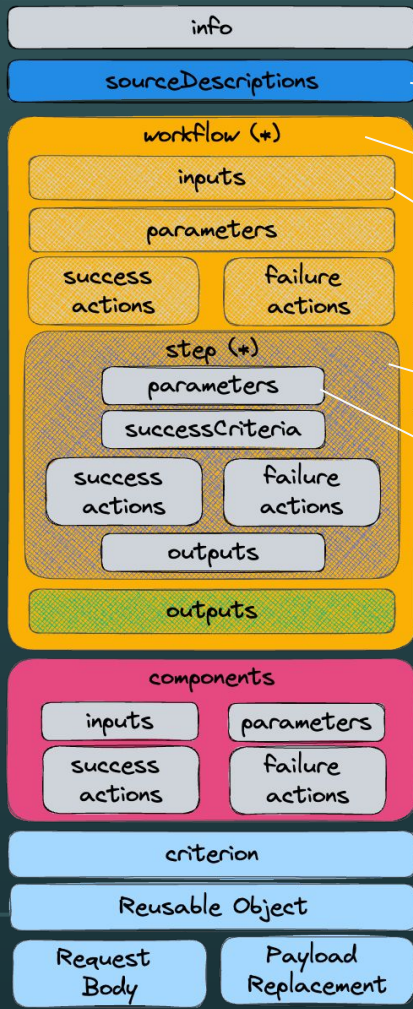 info
sourceDescriptions
workflow (*)
inputs
parameters
success
actions
failure
actions
step (*)
parameters
successCriteria
success
actions
failure
actions
outputs
outputs
components
inputs
parameters
success
actions
failure
actions
criterion
Reusable Object
Request
Body
Payload
Replacement